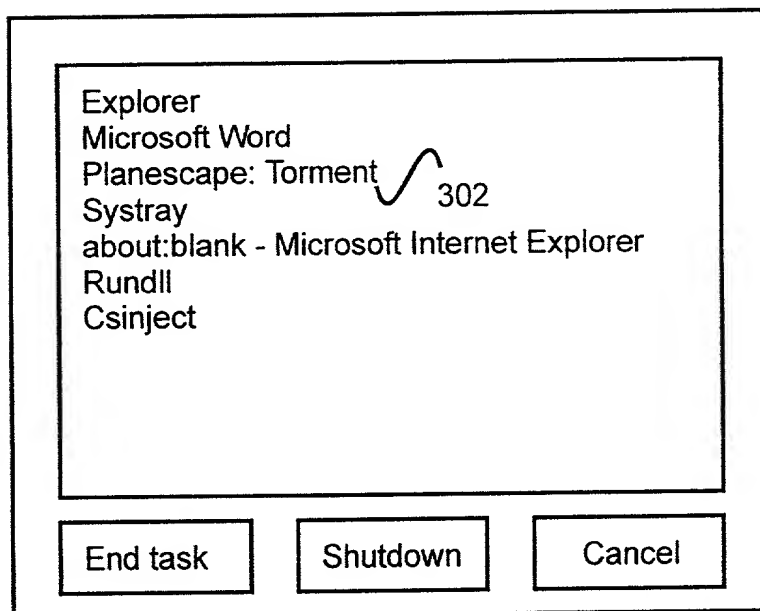 Explorer
Microsoft Word
Planescape: Torment
302
Systray
about:blank - Microsoft Internet Explorer
Rundll
Csinject
End task
Shutdown
Cancel